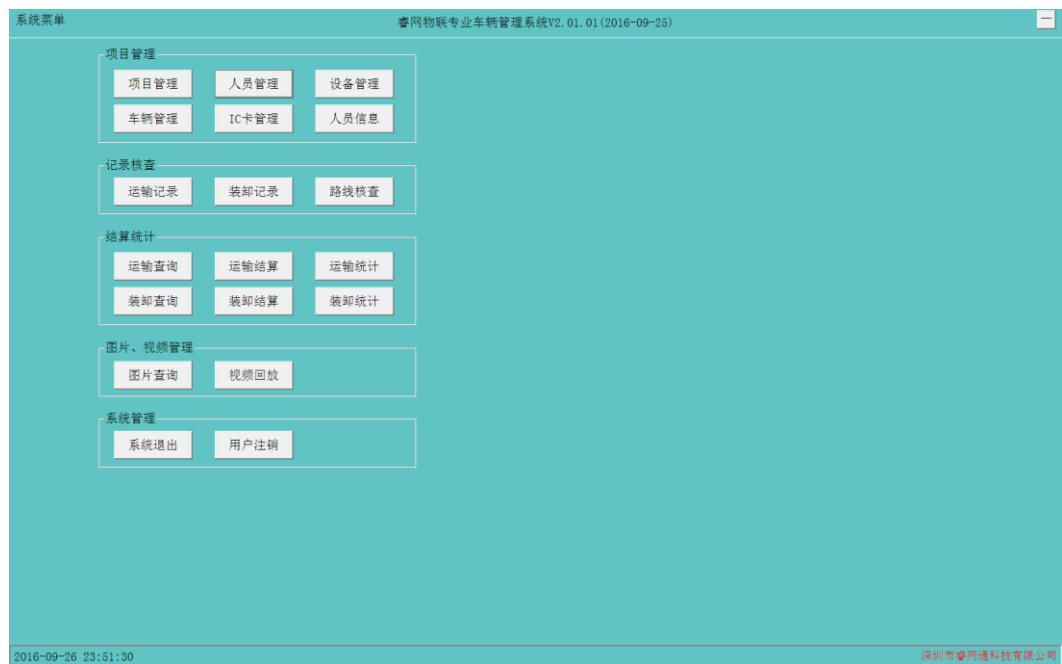 系统菜单
睿网物联专业车辆管理系统V2.01.01(2016-09-25)
项目管理
项目管理 人员管理 设备管理
车辆管理 IC卡管理 人员信息
记录核查
运输记录 装卸记录 路线核查
结算统计
运输查询 运输结算 运输统计
装卸查询 装卸结算 装卸统计
图片、视频管理
图片查询 视频回放
系统管理
系统退出 用户注销
2016-09-26 23:51:30
深圳市睿网通科技有限公司